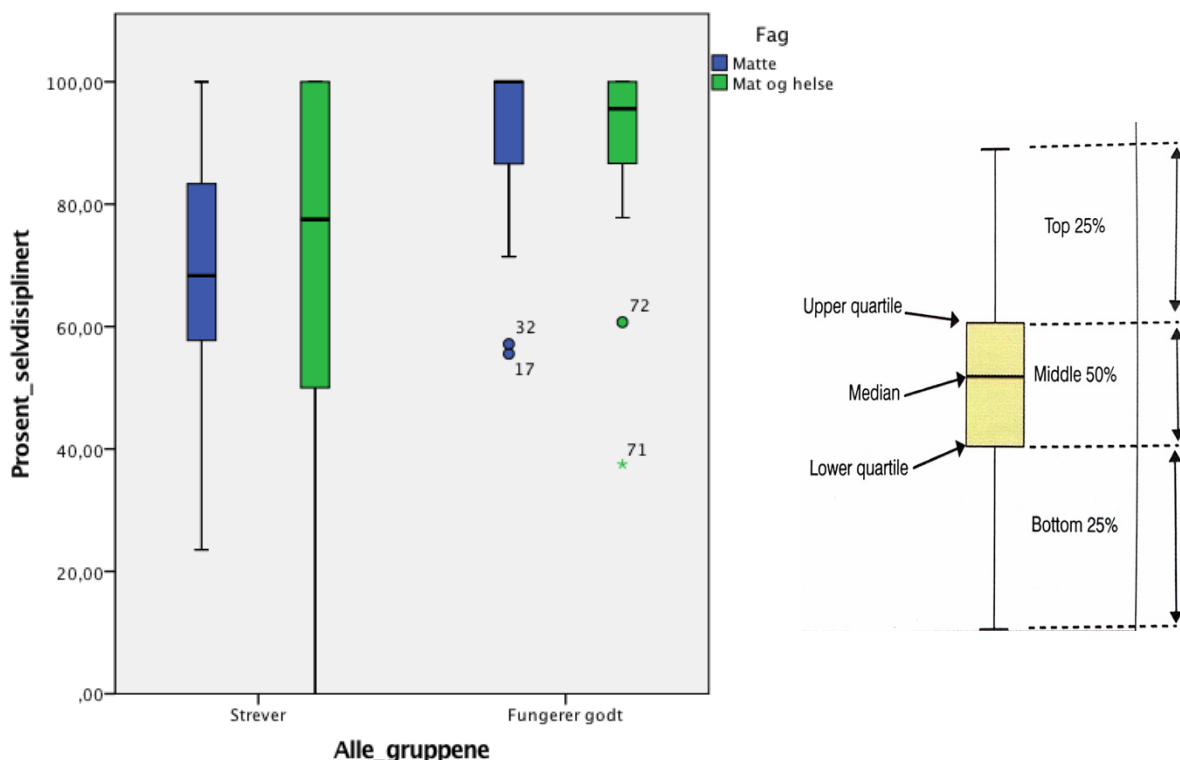 Fag
Matte
Mat og helse
Prosent_selvdisiplinert
100,00
80,00
60,00
40,00
20,00
,00
32
17
72
71
Strever
Fungerer godt
Alle_gruppene
Top 25%
Upper quartile
Middle 50%
Median
Lower quartile
Bottom 25%